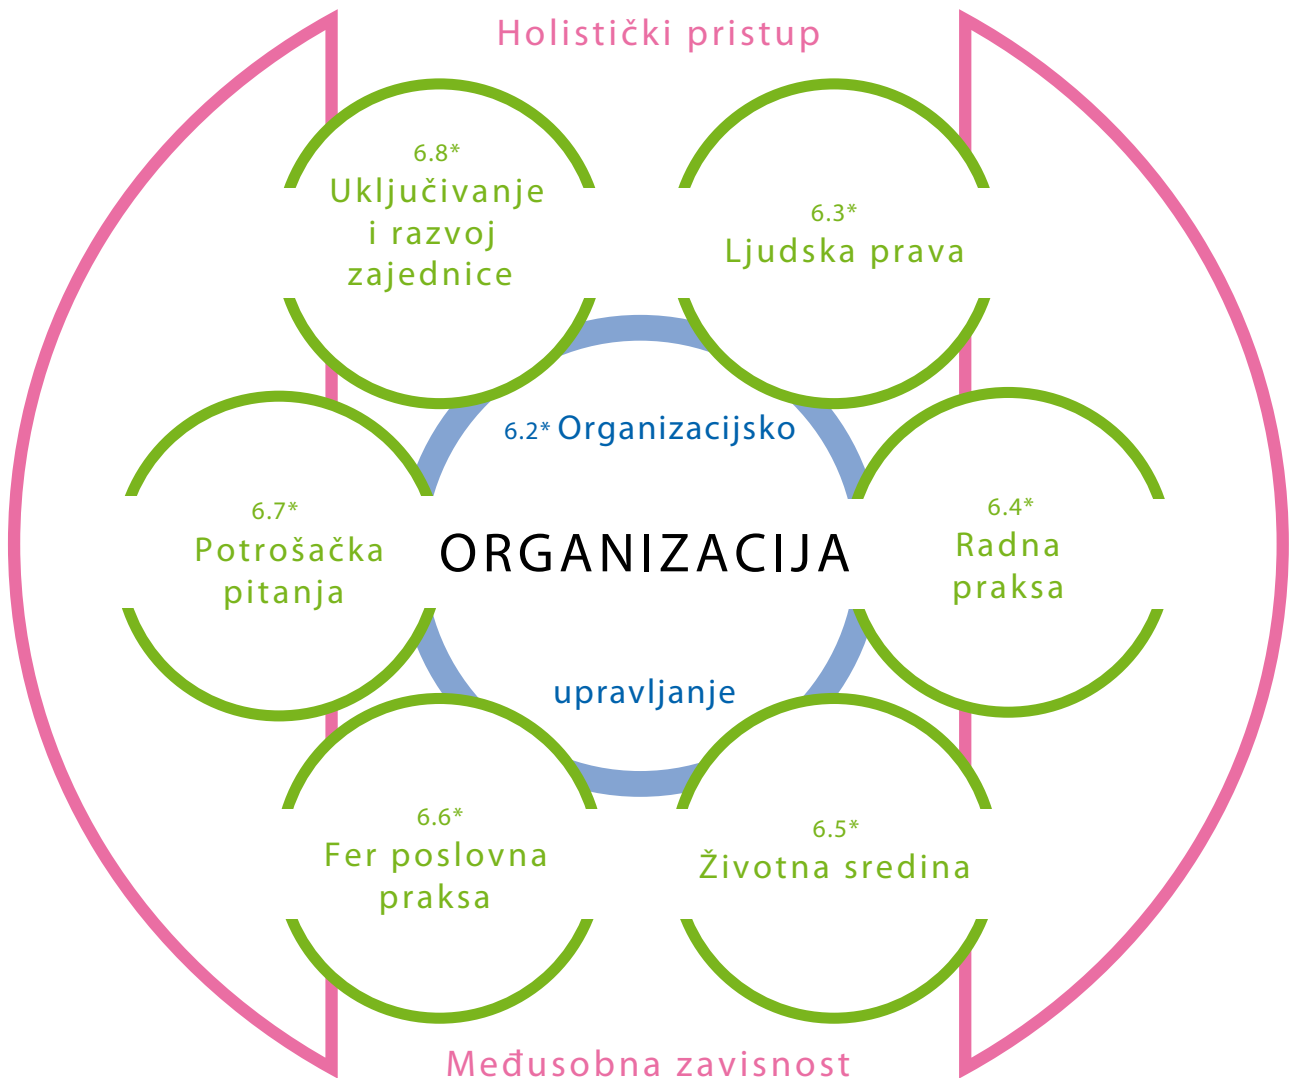 Holistički pristup
6.8*
Uključivanje
i razvoj
zajednice
6.3*
Ljudska prava
6.2* Organizacijsko
6.7*
Potrošačka
pitanja
ORGANIZACIJA
6.4*
Radna
praksa
upravljanje
6.6*
Fer poslovna
praksa
6.5*
Životna sredina
Međusobna zavisnost